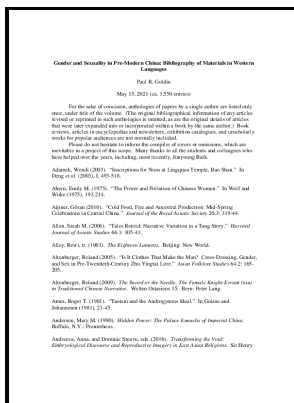 Gender and Sexuality in Pre-Modern China: Bibliography of Materials in Western
Languages
Paul R. Goldin
May 15, 2021 (ca. 1,550 entries)
For the sake of concision, anthologies of papers by a single author are listed only
once, under title of the volume. (The original bibliographical information of any articles
revised or reprinted in such anthologies is omitted, as are the original details of articles
that were later expanded into or incorporated within a book by the same author.) Book
reviews, articles in encyclopedias and newsletters, exhibition catalogues, and unscholarly
works for popular audiences are not normally included.
Please do not hesitate to inform the compiler of errors or omissions, which are
inevitable in a project of this scope. Many thanks to all the students and colleagues who
have helped over the years, including, most recently, Junyoung Baik.
Adamek, Wendi (2005). "Inscriptions for Nuns at Lingquan Temple, Bao Shan." In
Deng et al. (2003), I, 495-518.
Ahern, Emily M. (1975). "The Power and Pollution of Chinese Women." In Wolf and
Witke (1975), 193-214.
Aijmer, Göran (2010). "Cold Food, Fire and Ancestral Production: Mid-Spring
Celebrations in Central China." Journal of the Royal Asiatic Society 20.3: 319-44.
Allen, Sarah M. (2006). "Tales Retold: Narrative Variation in a Tang Story." Harvard
Journal of Asiatic Studies 66.1: 105-43.
Alley, Rewi, tr. (1963). The Eighteen Laments. Beijing: New World.
Altenburger, Roland (2005). "Is It Clothes That Make the Man? Cross-Dressing, Gender,
and Sex in Pre-Twentieth-Century Zhu Yingtai Lore." Asian Folklore Studies 64.2: 165-
205.
Altenburger, Roland (2009). The Sword or the Needle: The Female Knight-Errant (xia)
in Traditional Chinese Narrative. Welten Ostasiens 15. Bern: Peter Lang.
Ames, Roger T. (1981). "Taoism and the Androgynous Ideal." In Guisso and
Johannesen (1981), 21-45.
Anderson, Mary M. (1990). Hidden Power: The Palace Eunuchs of Imperial China.
Buffalo, N.Y.: Prometheus.
Andreeva, Anna, and Dominic Steavu, eds. (2016). Transforming the Void:
Embryological Discourse and Reproductive Imagery in East Asian Religions. Sir Henry